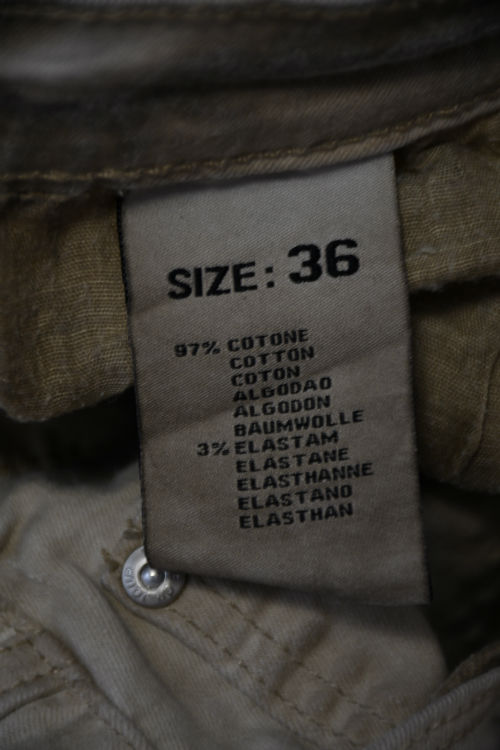 SIZE: 36
97% COTONE
COTTON
COTON
ALGODAO
ALGODON
BAUMWOLLE
3% ELASTAM
ELASTANE
ELASTHANNE
ELASTANO
ELASTHAN